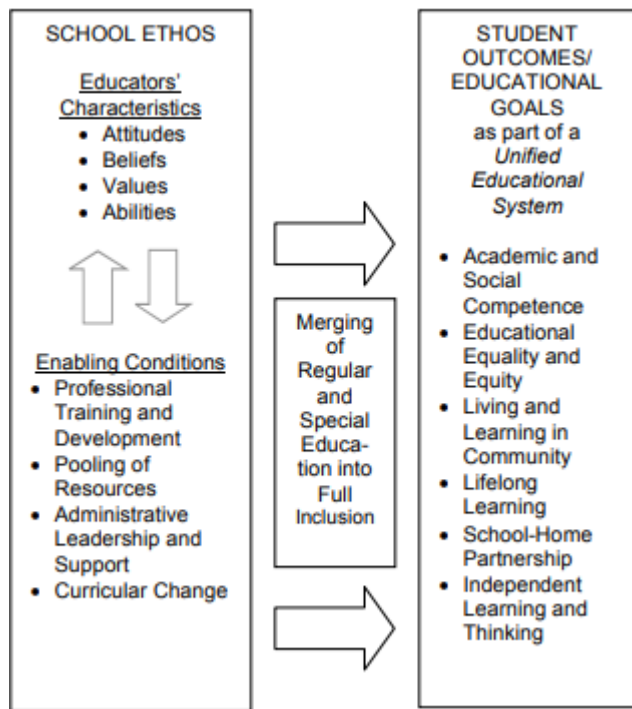 SCHOOL ETHOS
Educators'
Characteristics
• Attitudes
• Beliefs
• Values
• Abilities
Enabling Conditions
• Professional
Training and
Development
• Pooling of
Resources
• Administrative
Leadership and
Support
• Curricular Change
Merging
of
Regular
and
Special
Educa-
tion into
Full
Inclusion
STUDENT
OUTCOMES/
EDUCATIONAL
GOALS
as part of a
Unified
Educational
System
• Academic and
Social
Competence
• Educational
Equality and
Equity
• Living and
Learning in
Community
• Lifelong
Learning
• School-Home
Partnership
• Independent
Learning and
Thinking